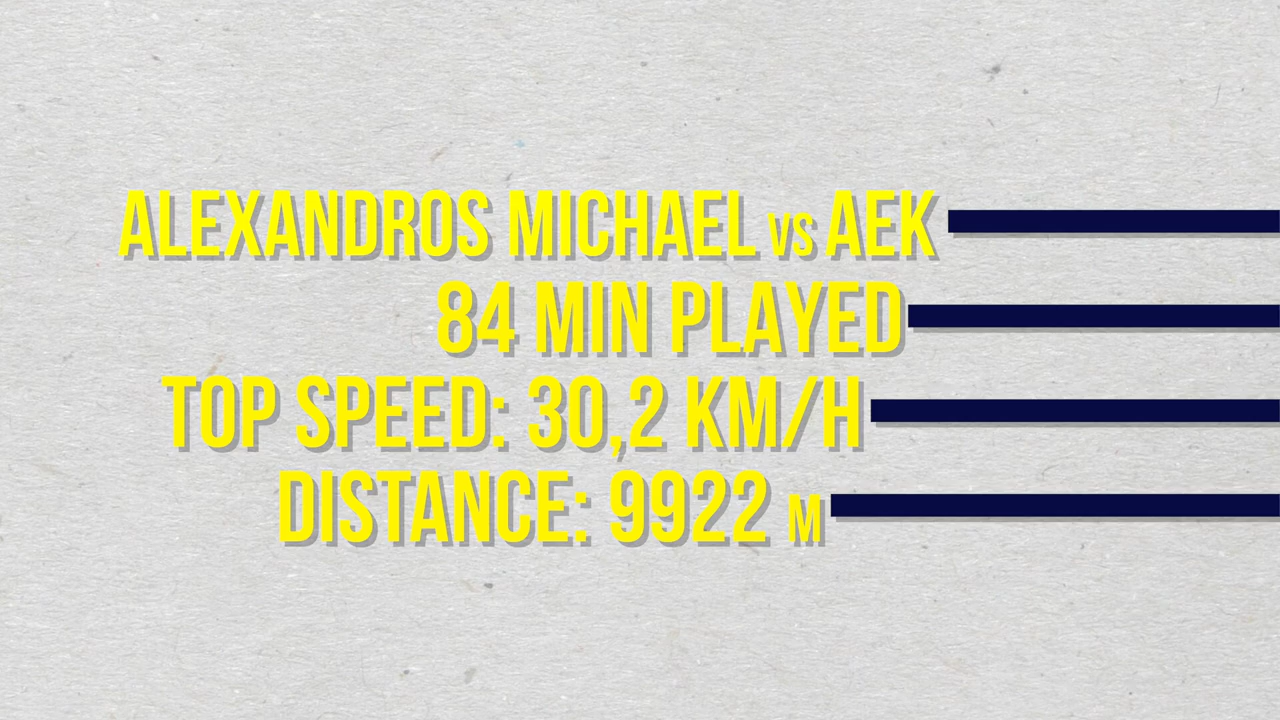 ALEXANDROS MICHAEL VS AEK
84 MIN PLAYED
TOP SPEED: 30,2 KM/H
DISTANCE: 9922 M